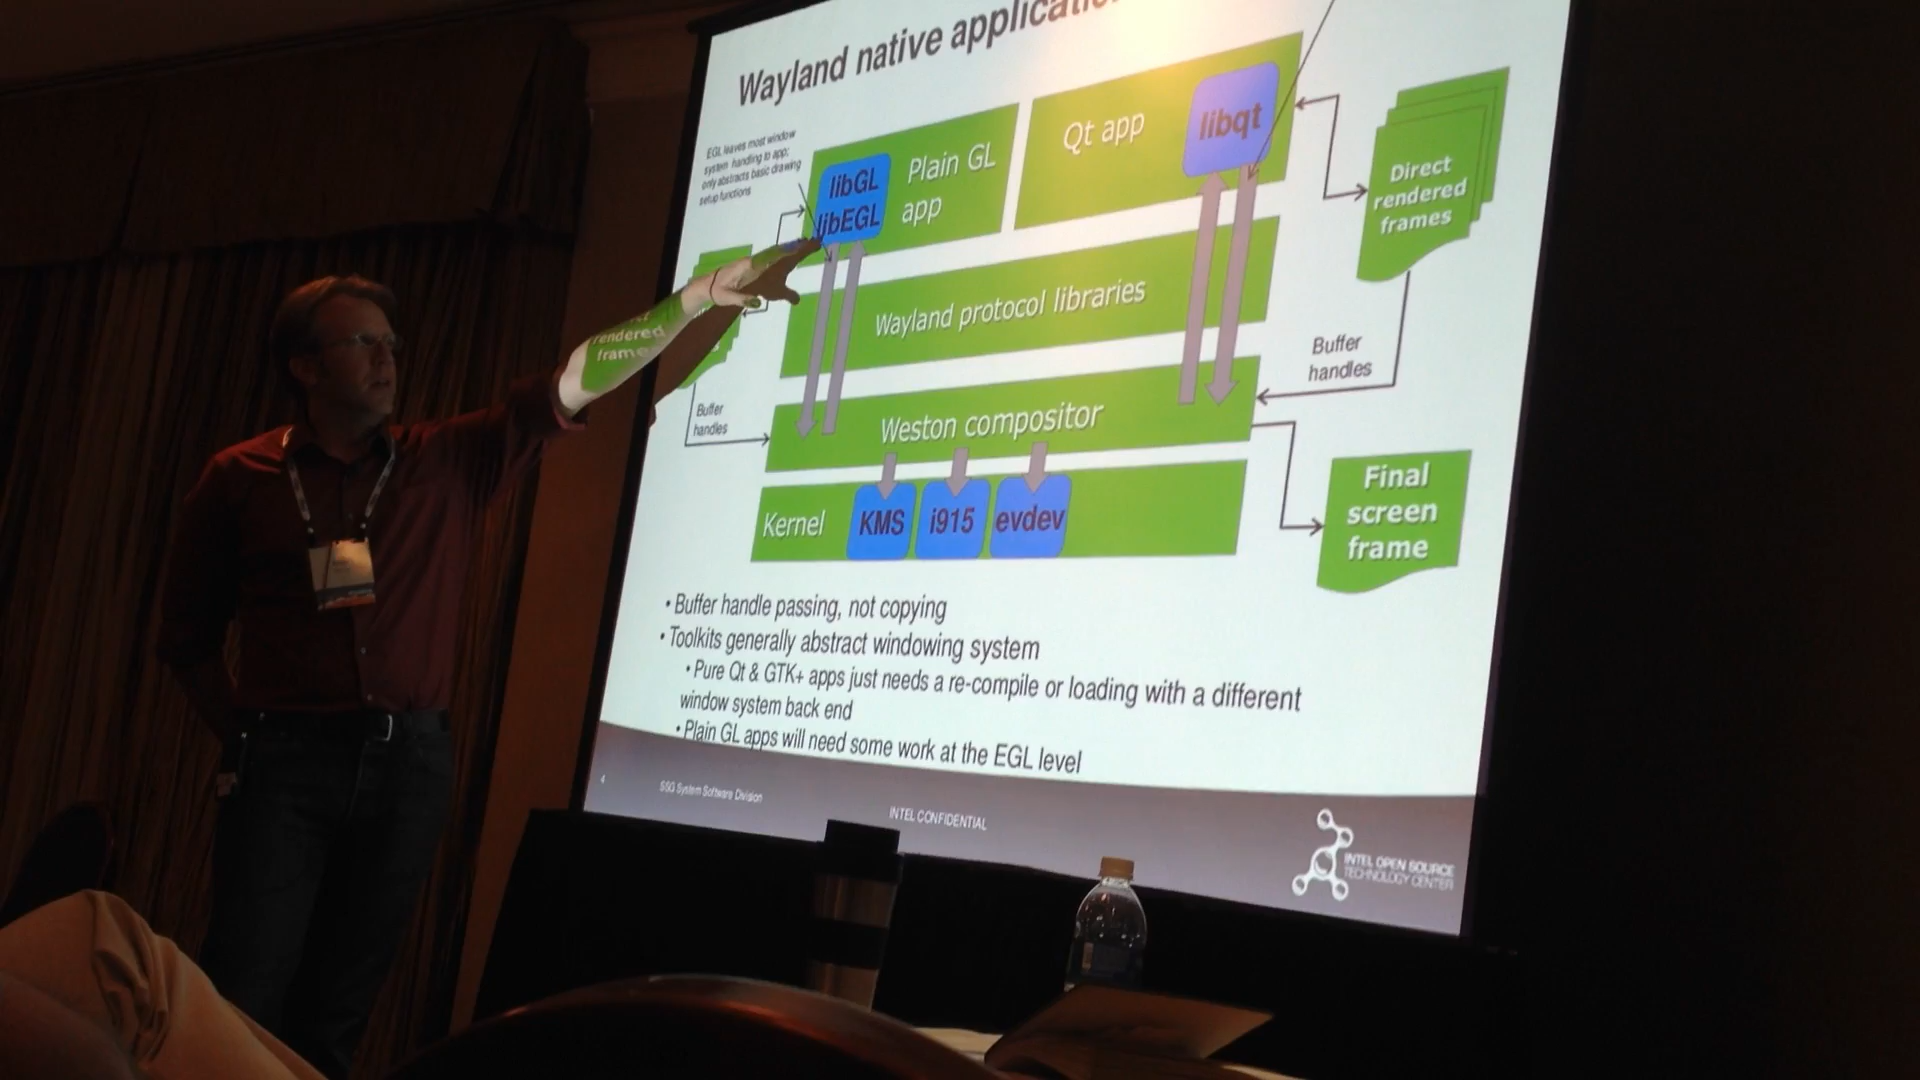 Wayland native
EGL leaves most window
system handling to app;
only abstracts basic drawing
setup functions
libGL
libEGL
Plain GL
app
Qt app
libqt
Direct
rendered
frames
rendered
frame
Wayland protocol libraries
Buffer
handles
Buffer
handles
Weston compositor
Kernel
KMS
i915
evdev
Final
screen
frame
• Buffer handle passing, not copying
• Toolkits generally abstract windowing system
• Pure Qt & GTK+ apps just needs a re-compile or loading with a different
window system back end
• Plain GL apps will need some work at the EGL level
4
SSG System Software Division
INTEL CONFIDENTIAL
INTEL OPEN SOURCE
TECHNOLOGY CENTER